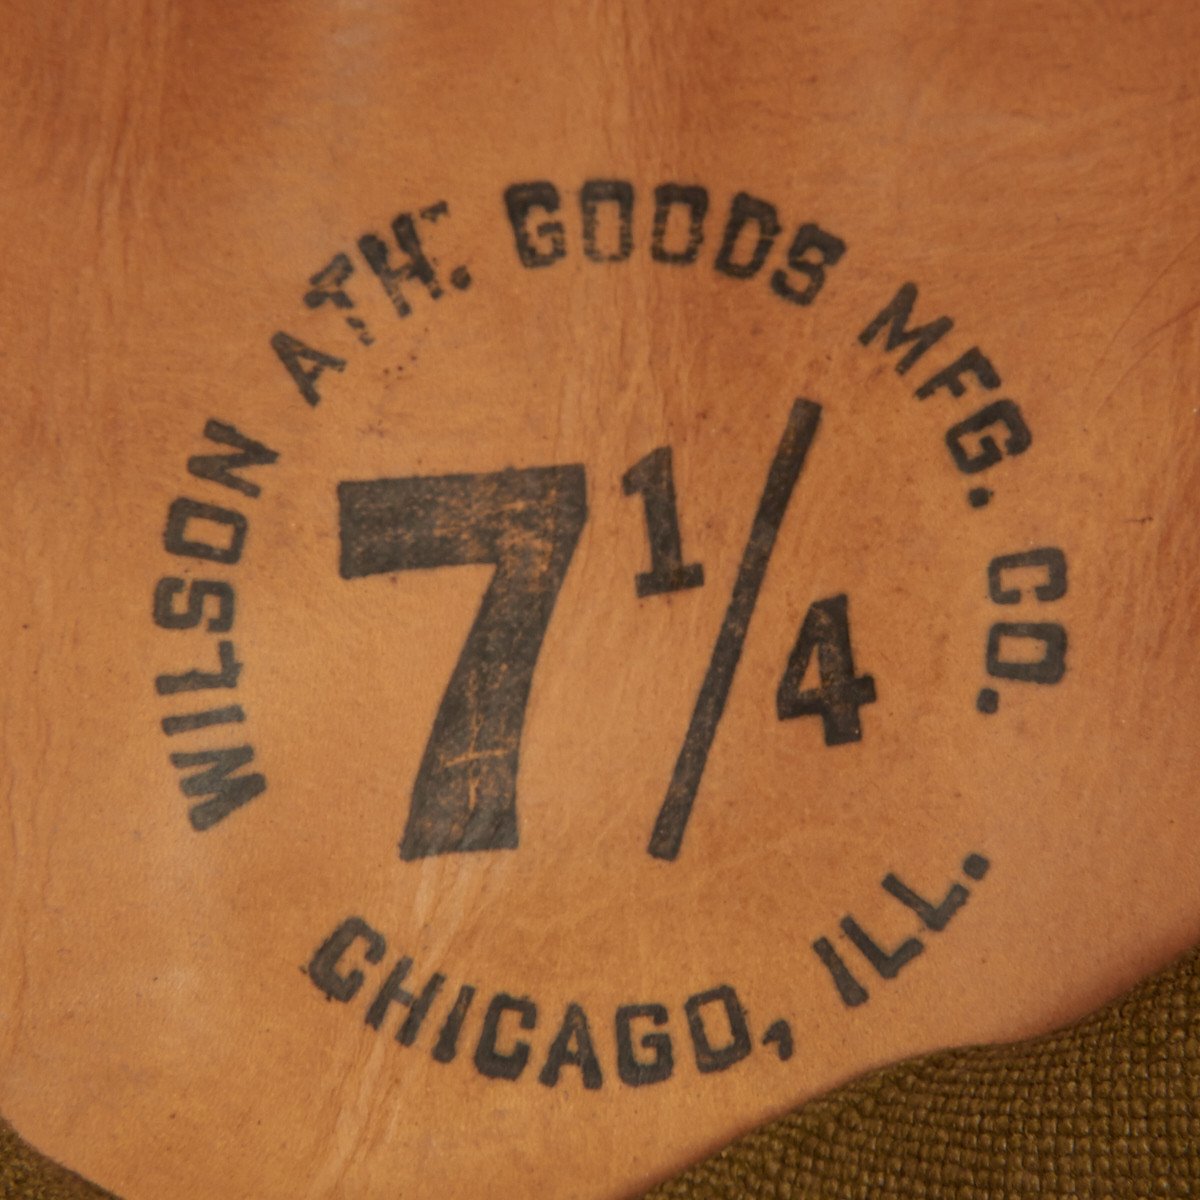 WILSON ATH. GOODS MFG. CO.
7 1/4
CHICAGO, ILL.